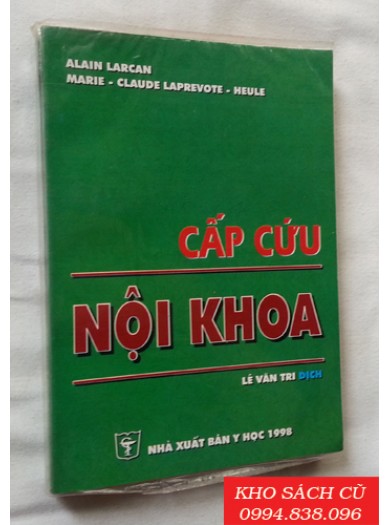 ALAIN LARCAN
MARIE - CLAUDE LAPREVOTE - HEULE
CẤP CỨU
NỘI KHOA
LÊ VĂN TRI DỊCH
NHÀ XUẤT BẢN Y HỌC 1998
KHO SÁCH CŨ
0994.838.096